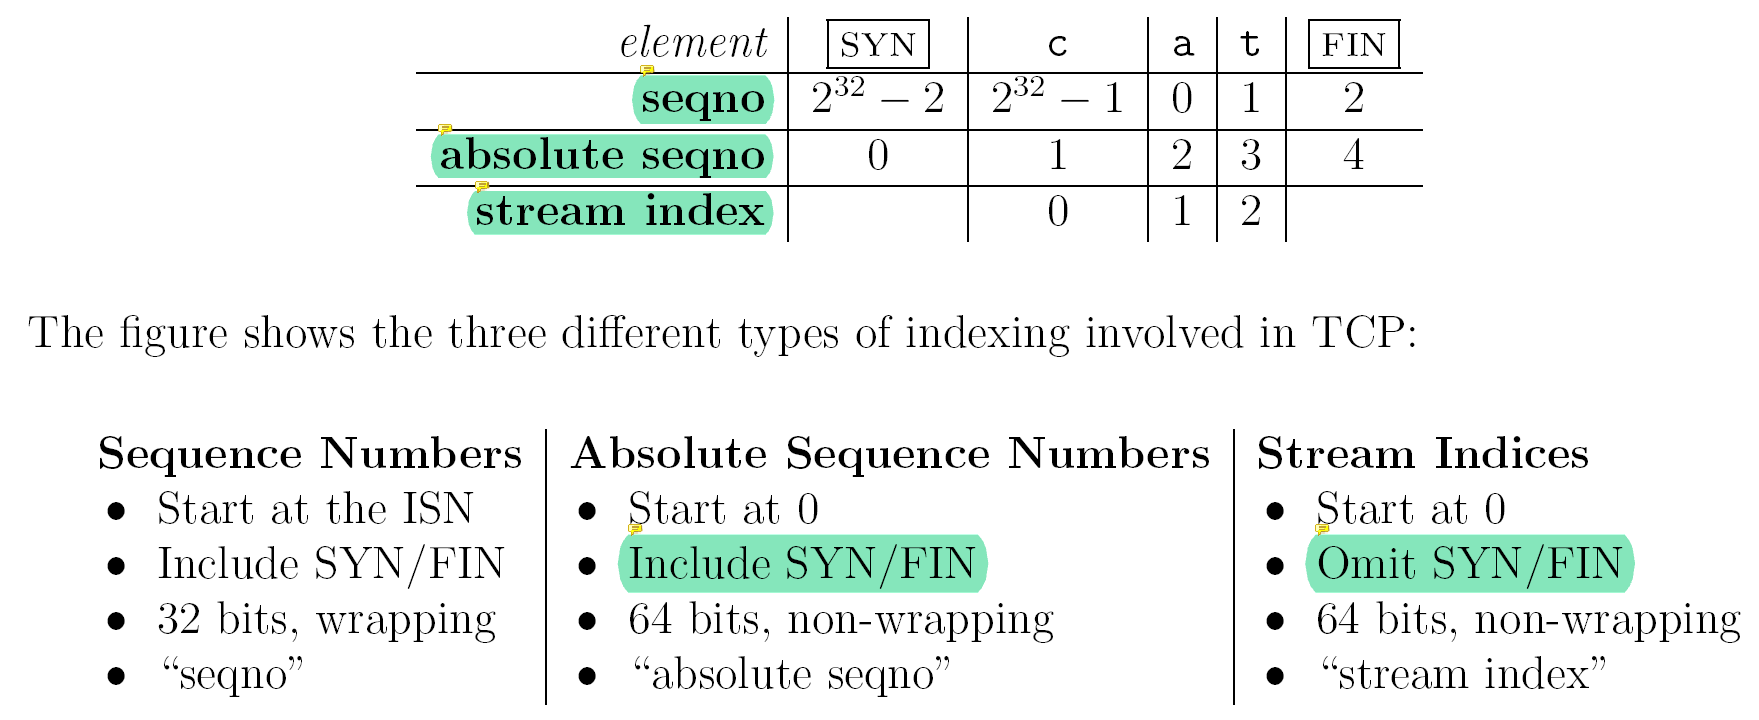 element SYN c a t FIN
seqno 2^32 − 2 2^32 − 1 0 1 2
absolute seqno 0 1 2 3 4
stream index 0 1 2
The figure shows the three different types of indexing involved in TCP:
Sequence Numbers
• Start at the ISN
• Include SYN/FIN
• 32 bits, wrapping
• “seqno”
Absolute Sequence Numbers
• Start at 0
• Include SYN/FIN
• 64 bits, non-wrapping
• “absolute seqno”
Stream Indices
• Start at 0
• Omit SYN/FIN
• 64 bits, non-wrapping
• “stream index”